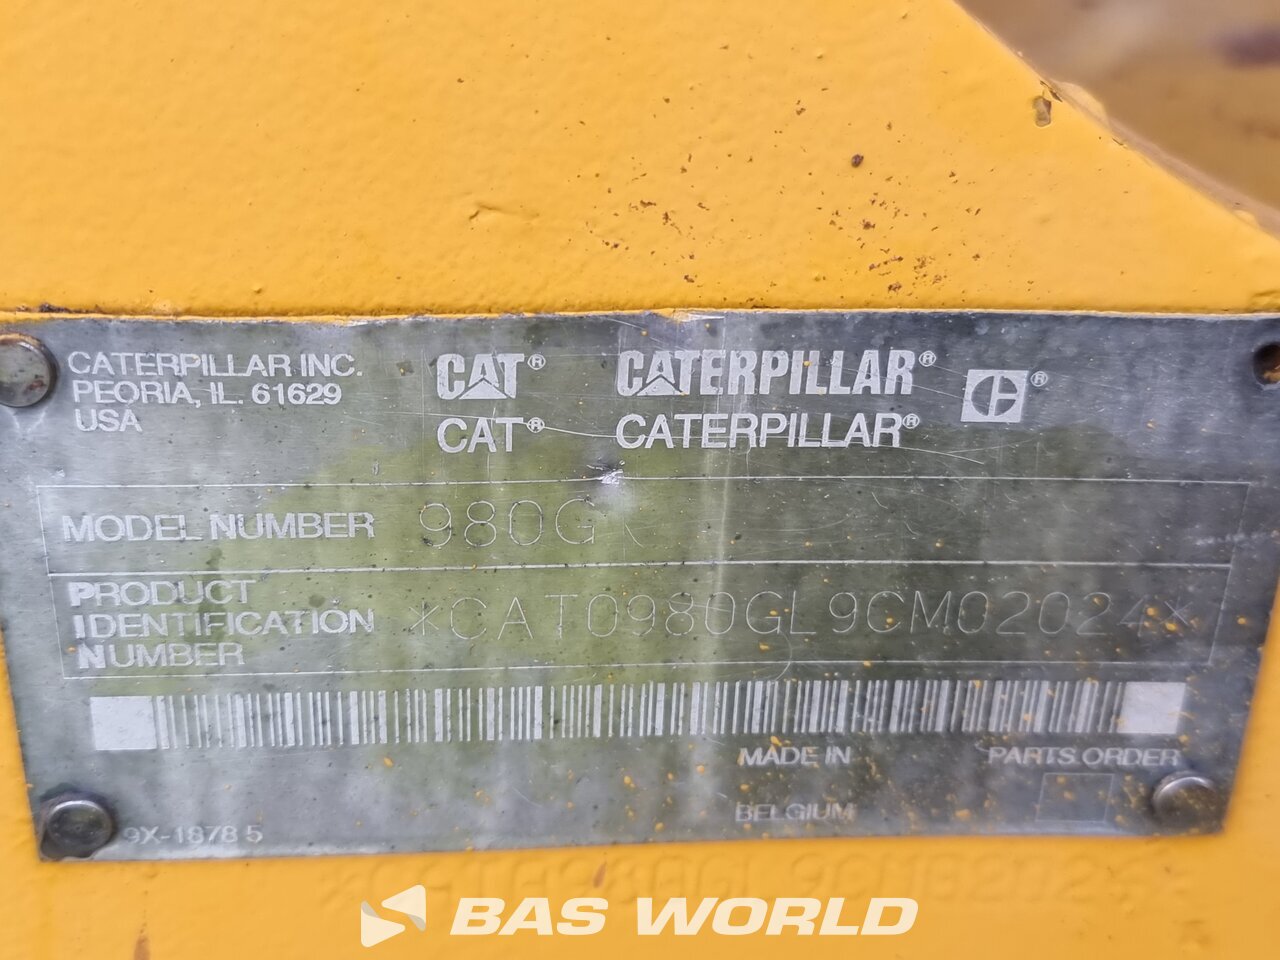 CATERPILLAR INC.
PEORIA, IL. 61629
USA
CAT® CATERPILLAR® ®
CAT® CATERPILLAR®
MODEL NUMBER 980G
PRODUCT
IDENTIFICATION
NUMBER
*CAT0980GL9CM02024*
MADE IN
BELGIUM
PARTS ORDER
9X-1878 5
BAS WORLD